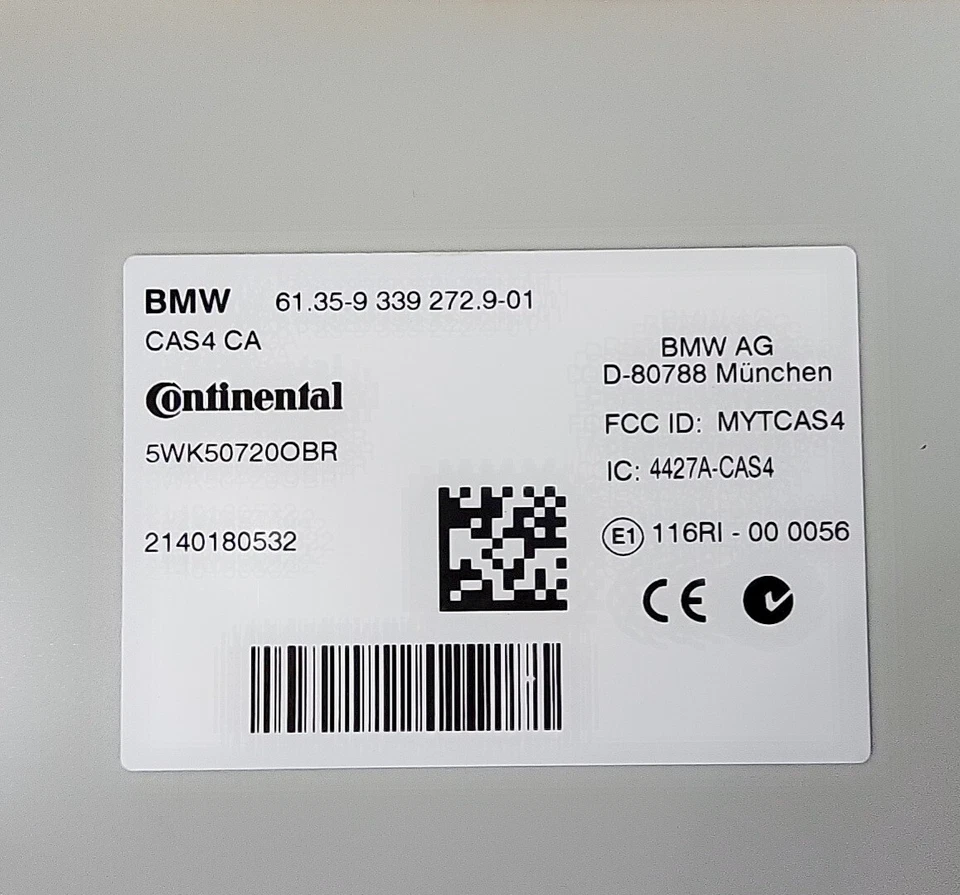 BMW 61.35-9 339 272.9-01
CAS4 CA
Continental
5WK50720OBR
2140180532
BMW AG
D-80788 München
FCC ID: MYTCAS4
IC: 4427A-CAS4
E1 116RI - 00 0056
CE